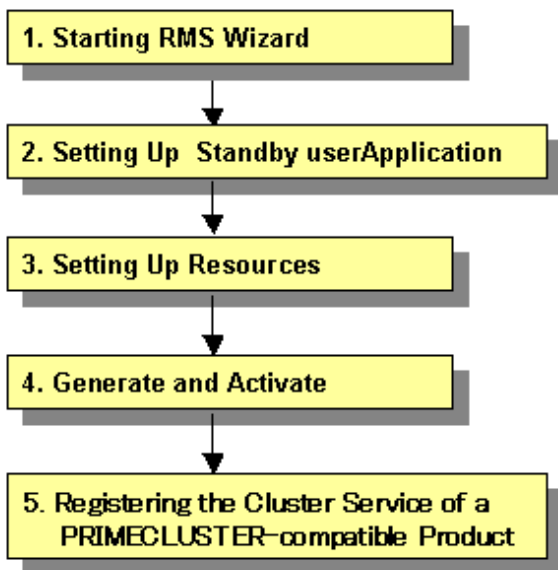 1. Starting RMS Wizard
2. Setting Up Standby userApplication
3. Setting Up Resources
4. Generate and Activate
5. Registering the Cluster Service of a
PRIMECLUSTER-compatible Product